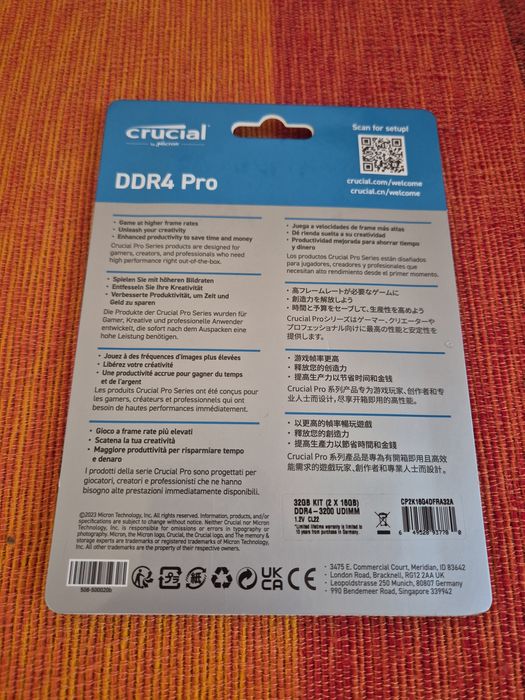 crucial
by Micron
Scan for setup!
crucial.com/welcome
crucial.cn/welcome
DDR4 Pro
• Game at higher frame rates
• Unleash your creativity
• Enhanced productivity to save time and money
Crucial Pro Series products are designed for
gamers, creators, and professionals who need
high performance right out-of-the-box.
• Spielen Sie mit höheren Bildraten
• Entfesseln Sie Ihre Kreativität
• Verbesserte Produktivität, um Zeit und
Geld zu sparen
Die Produkte der Crucial Pro Series wurden für
Gamer, Kreative und professionelle Anwender
entwickelt, die sofort nach dem Auspacken eine
hohe Leistung benötigen.
• Jouez à des fréquences d'images plus élevées
• Libérez votre créativité
• Une productivité accrue pour gagner du temps
et de l'argent
Les produits Crucial Pro Series ont été conçus pour
les gamers, créateurs et professionnels qui ont
besoin de hautes performances immédiatement.
• Gioco a frame rate più elevati
• Scatena la tua creatività
• Maggiore produttività per risparmiare tempo
e denaro
I prodotti della serie Crucial Pro sono progettati per
giocatori, creatori e professionisti che ne hanno
bisogno alte prestazioni immediatamente disponibili.
• Juega a velocidades de frame más altas
• Dé rienda suelta a su creatividad
• Productividad mejorada para ahorrar tiempo
y dinero
Los productos Crucial Pro Series están diseñados
para jugadores, creadores y profesionales que
necesitan alto rendimiento desde el primer momento.
• 高フレームレートが必要なゲームに
• 創造力を解放しよう
• 時間と予算をセーブして、生産性を高めよう
Crucial Proシリーズはゲーマー、クリエーターや
プロフェッショナル向けに最高の性能と安定性を
提供します。
• 游戏帧率更高
• 释放您的创造力
• 提高生产力以节省时间和金钱
Crucial Pro 系列产品专为游戏玩家、创作者和专
业人士而设计，尽享开箱即用的高性能。
• 以更高的幀率暢玩遊戲
• 釋放您的創造力
• 提高生產力以節省時間和金錢
Crucial Pro 系列產品是專為有開箱即用且高效
能需求的遊戲玩家、創作者和專業人士而設計。
©2023 Micron Technology, Inc. All rights reserved. Information, products, and/or
specifications are subject to change without notice. Neither Crucial nor Micron
Technology, Inc. is responsible for omissions or errors in typography or
photography. Micron, the Micron logo, Crucial, the Crucial logo, and The memory &
storage experts are trademarks or registered trademarks of Micron Technology,
Inc. All other trademarks are the property of their respective owners.
32GB KIT (2 X 16GB)
DDR4-3200 UDIMM
1.2V CL22
*Limited lifetime warranty is limited to
10 years from purchase in Germany.
CP2K16G4DFRA32A
6 49528 93770 0
508-500020b
プラ
紙
UK
CA
CE
• 3475 E. Commercial Court, Meridian, ID 83642
• London Road, Bracknell, RG12 2AA UK
• Leopoldstrasse 250 Munich, 80807 Germany
• 990 Bendemeer Road, Singapore 339942